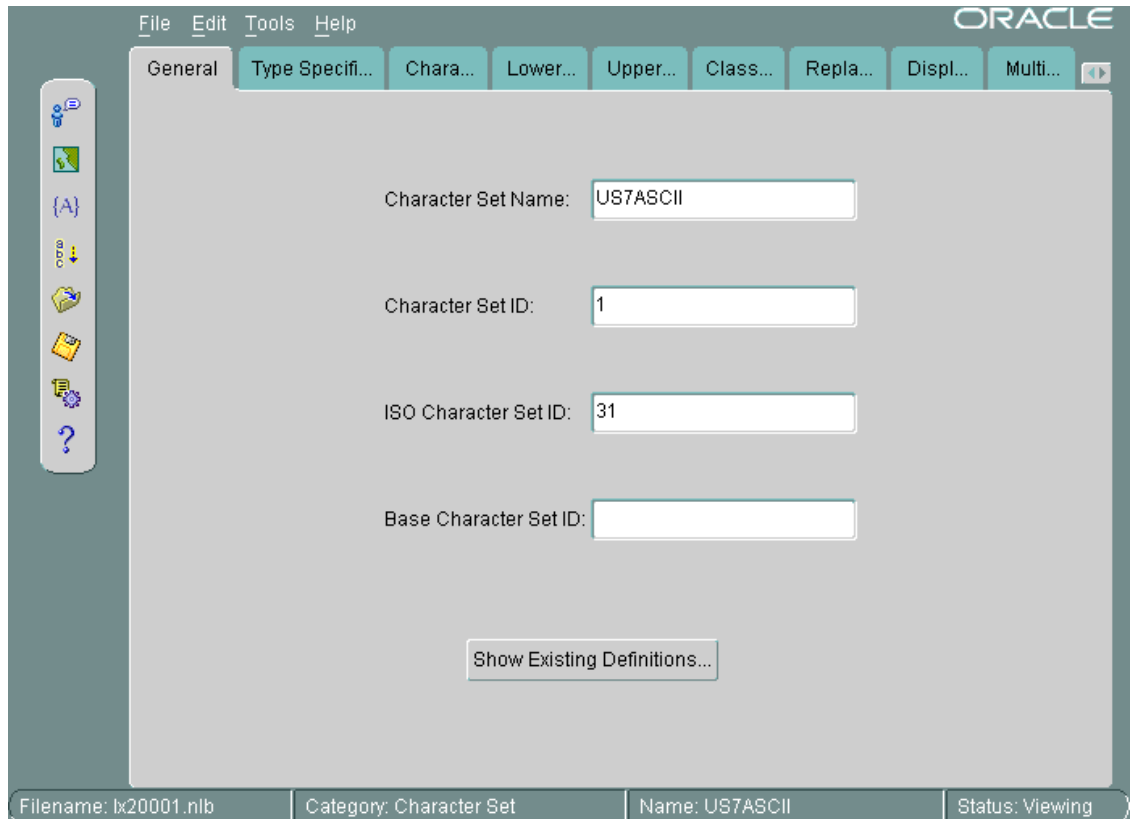 File Edit Tools Help
ORACLE
General Type Specifi... Chara... Lower... Upper... Class... Repla... Displ... Multi...
{A}
a
b
c
?
Character Set Name: US7ASCII
Character Set ID: 1
ISO Character Set ID: 31
Base Character Set ID:
Show Existing Definitions...
Filename: lx20001.nlb Category: Character Set Name: US7ASCII Status: Viewing